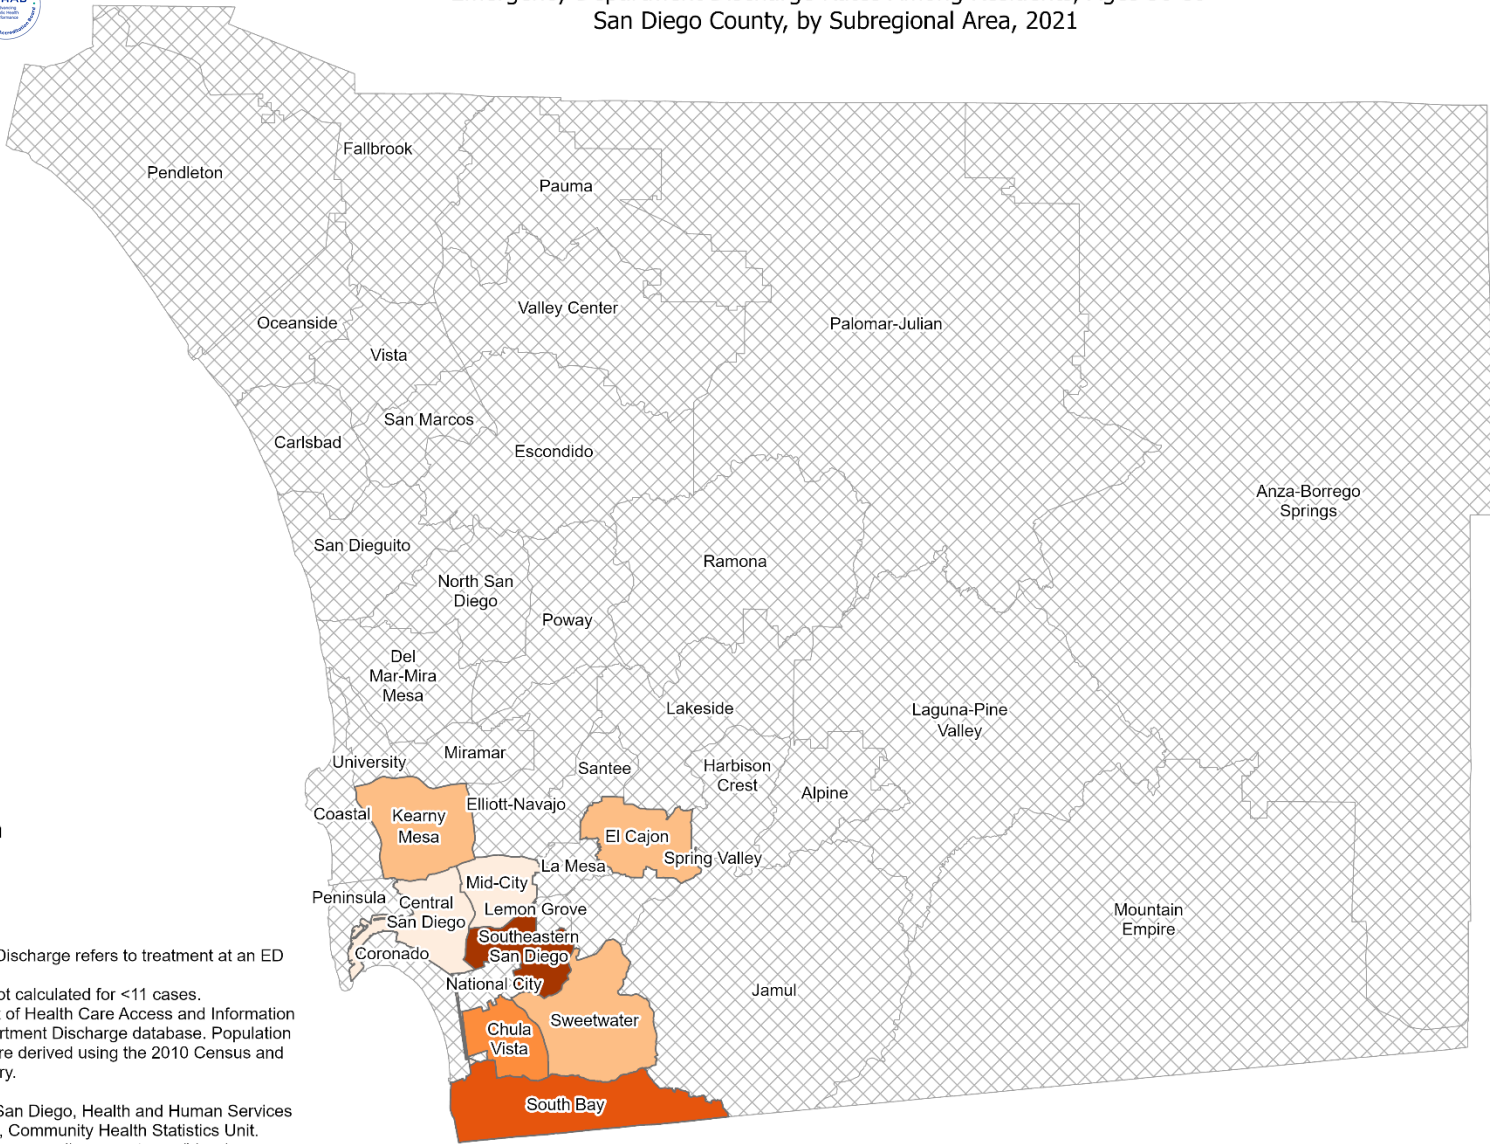 San Diego County, by Subregional Area, 2021
Fallbrook
Pendleton
Pauma
Valley Center
Oceanside
Palomar-Julian
Vista
San Marcos
Carlsbad
Escondido
Anza-Borrego
Springs
San Dieguito
Ramona
North San
Diego
Poway
Del
Mar-Mira
Mesa
Lakeside
Laguna-Pine
Valley
Miramar
University
Santee
Harbison
Crest
Alpine
Elliott-Navajo
Coastal
Kearny
Mesa
El Cajon
Spring Valley
La Mesa
Mid-City
Peninsula
Central
San Diego
Lemon Grove
Mountain
Empire
Southeastern
San Diego
Coronado
National City
Jamul
Sweetwater
Chula
Vista
South Bay
Discharge refers to treatment at an ED
ot calculated for <11 cases.
t of Health Care Access and Information
rtment Discharge database. Population
re derived using the 2010 Census and
ry.
San Diego, Health and Human Services
, Community Health Statistics Unit.